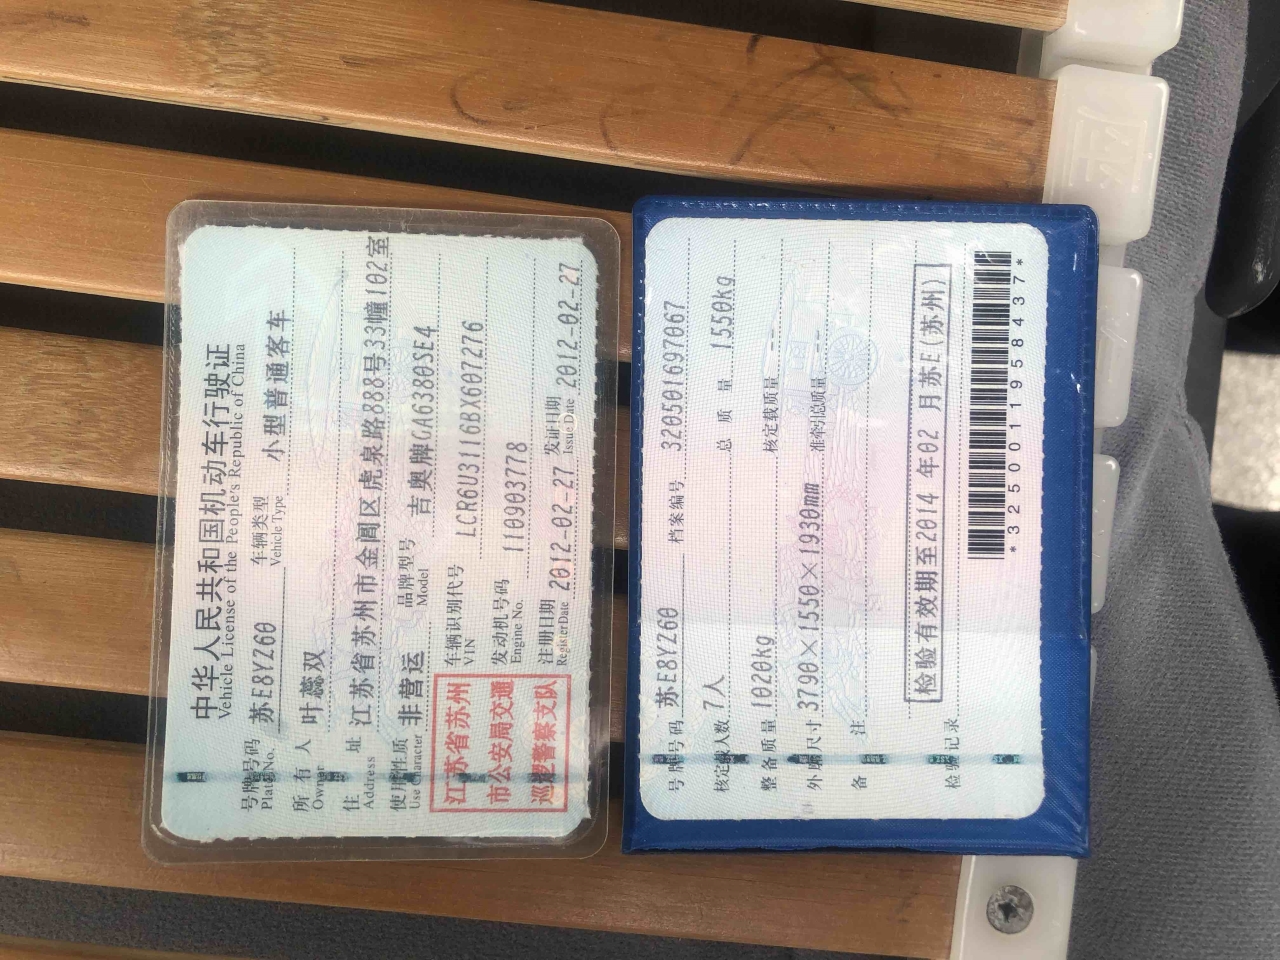 中华人民共和国机动车行驶证
Vehicle License of the People's Republic of China
号牌号码 苏E8YZ60 车辆类型 小型普通客车
Plate No. Vehicle Type
所有人 叶蕊双
Owner
住址 江苏省苏州市金阊区虎泉路888号33幢102室
Address
使用性质 非营运 品牌型号 吉奥牌GA6380SE4
Use Character Model
江苏省苏州
市公安局交通
巡逻警察支队
车辆识别代号 LCR6U3116BX607276
VIN
发动机号码 110903778
Engine No.
注册日期 2012-02-27 发证日期 2012-02-27
Register Date Issue Date
号牌号码 苏E8YZ60 档案编号 320501697067
核定载人数 7人 总质量 1550kg
整备质量 1020kg 核定载质量 --
外廓尺寸 3790×1550×1930mm 准牵引总质量 --
备注
检验有效期至2014 年02 月苏E(苏州)
检验记录
*3250011958437*